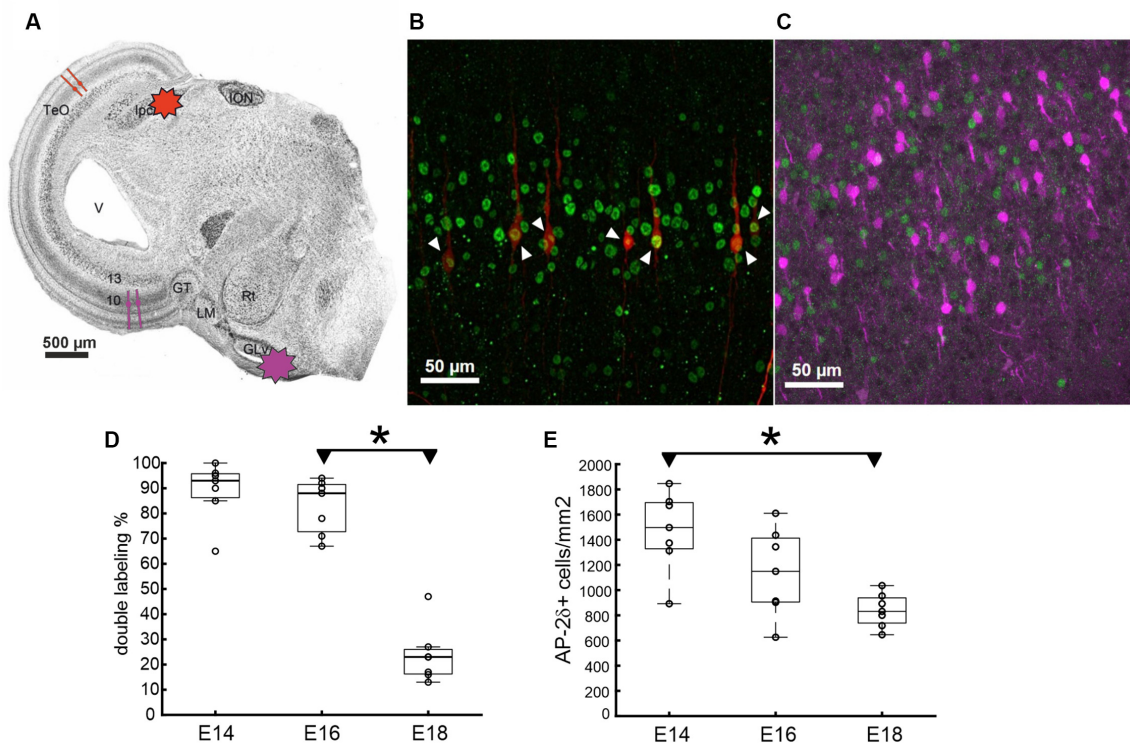 A
B
C
ION
TeO
Ipc
V
13
GT
10
Rt
LM
GLv
500 µm
50 µm
50 µm
D
E
*
*
double labeling %
100
90
80
70
60
50
40
30
20
10
0
E14 E16 E18
AP-2δ+ cells/mm2
2000
1800
1600
1400
1200
1000
800
600
400
200
0
E14 E16 E18